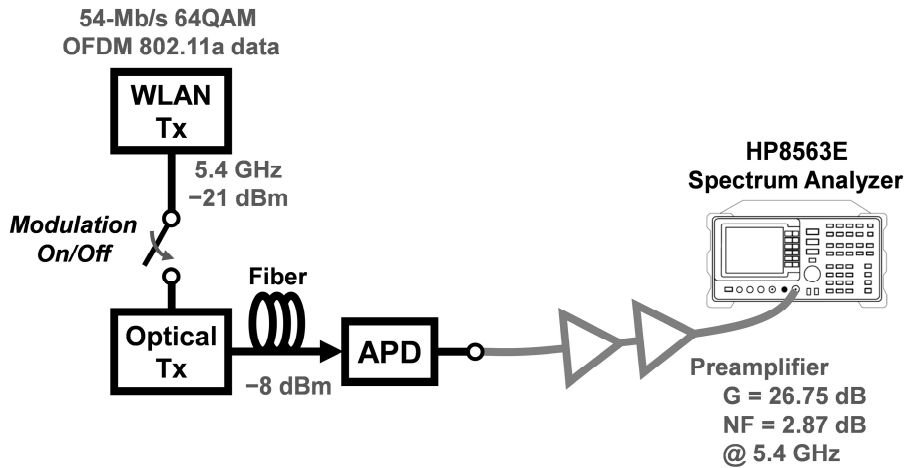 54-Mb/s 64QAM
OFDM 802.11a data
WLAN
Tx
5.4 GHz
−21 dBm
Modulation
On/Off
Optical
Tx
Fiber
−8 dBm
APD
HP8563E
Spectrum Analyzer
Preamplifier
G = 26.75 dB
NF = 2.87 dB
@ 5.4 GHz